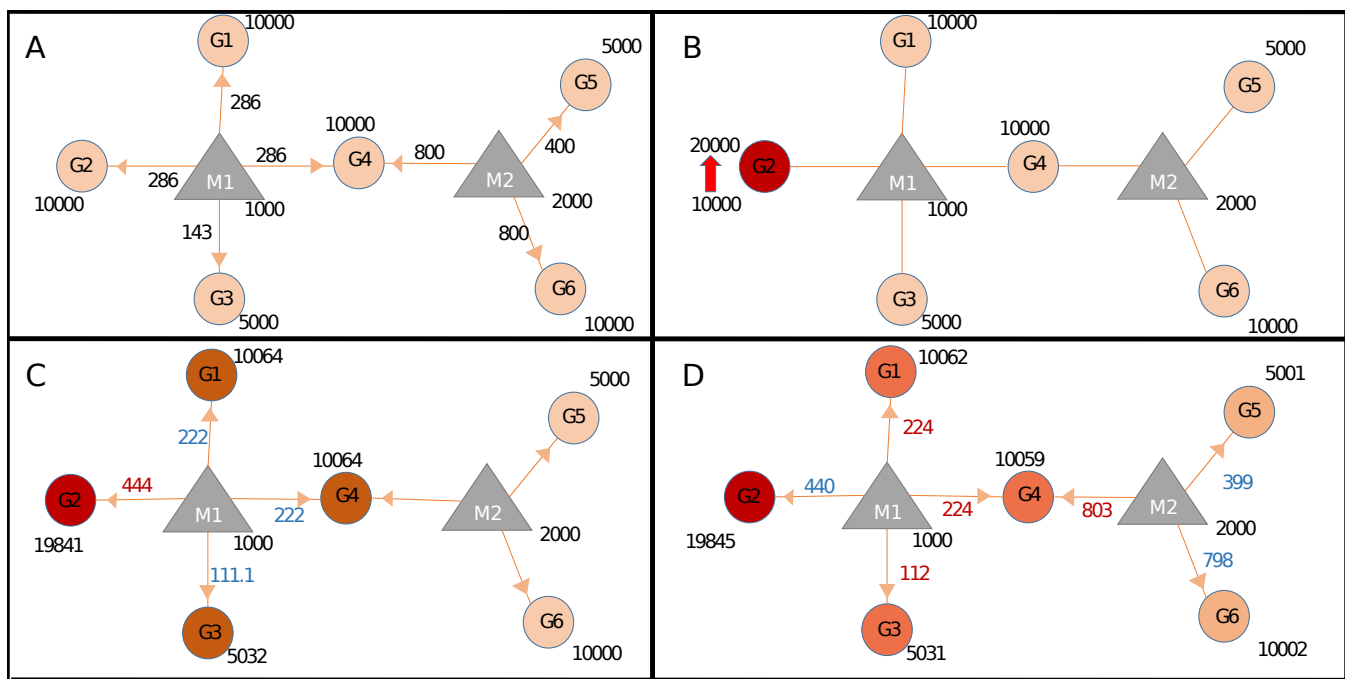 A
10000
G1
5000
G5
286
10000
G4
286
800
400
G2
286
M1
M2
10000
1000
2000
143
800
G3
G6
5000
10000
B
10000
G1
5000
G5
10000
20000
G2
G4
M1
M2
10000
1000
2000
G3
G6
5000
10000
C
10064
G1
5000
G5
222
10064
444
G2
G4
M1
222
M2
19841
1000
2000
111.1
G3
G6
5032
10000
D
10062
G1
5001
G5
224
10059
440
G2
G4
399
M1
224
803
M2
19845
1000
2000
112
798
G3
G6
5031
10002